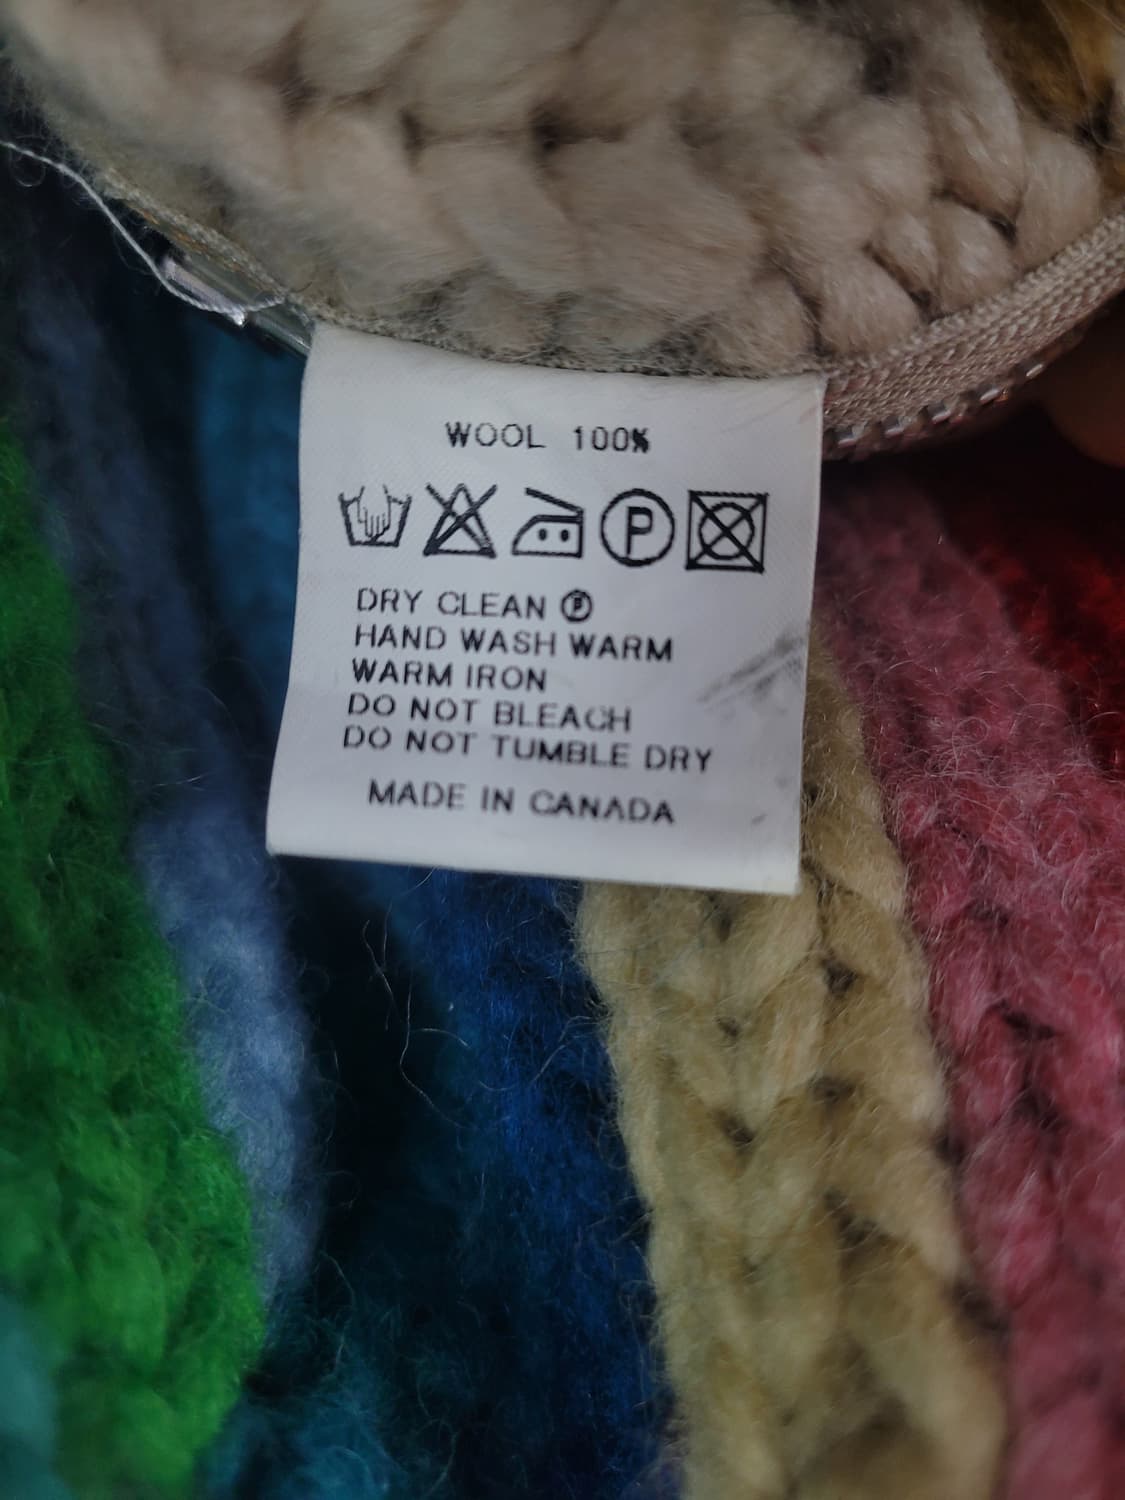 WOOL 100%
P
DRY CLEAN Ⓟ
HAND WASH WARM
WARM IRON
DO NOT BLEACH
DO NOT TUMBLE DRY
MADE IN CANADA